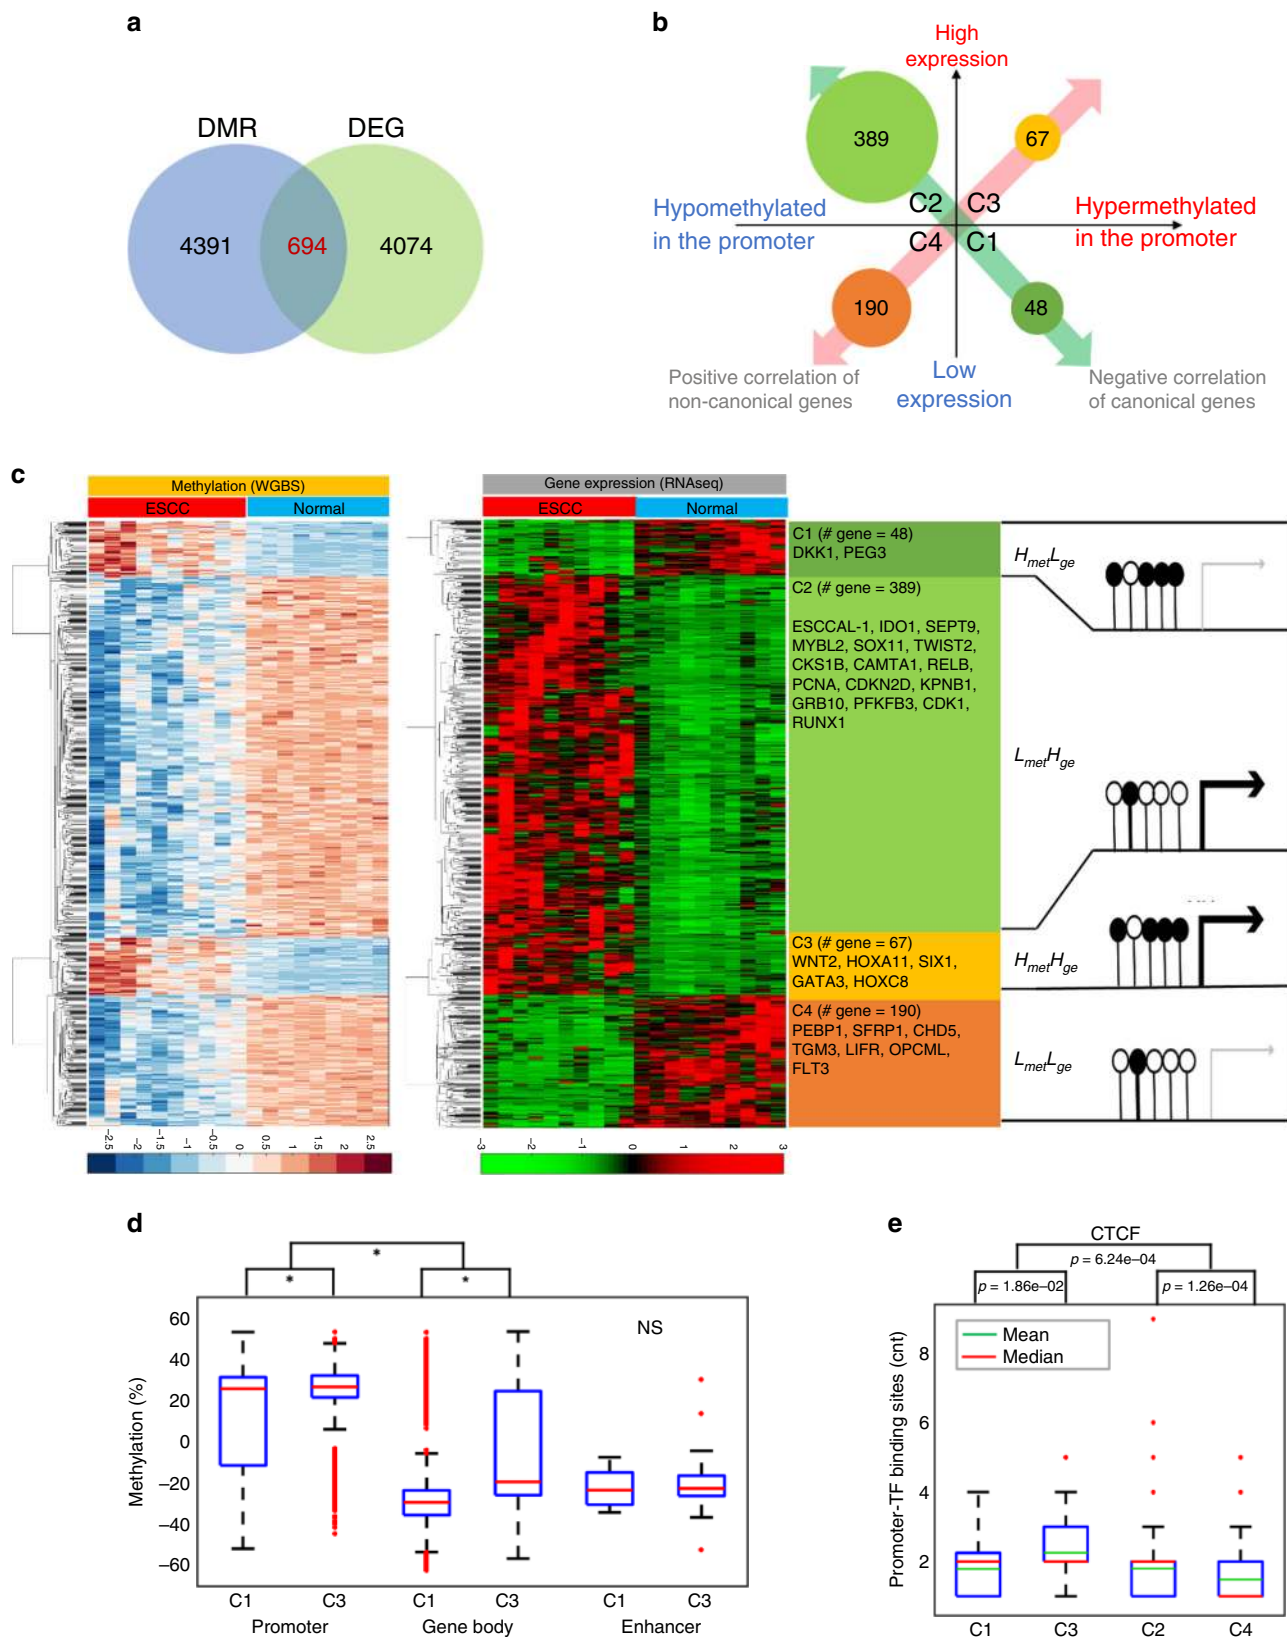 a
DMR
DEG
4391
694
4074
b
High
expression
389
67
C2
C3
Hypomethylated
in the promoter
Hypermethylated
in the promoter
C4
C1
190
48
Positive correlation of
non-canonical genes
Low
expression
Negative correlation
of canonical genes
c
Methylation (WGBS)
ESCC
Normal
Gene expression (RNAseq)
ESCC
Normal
C1 (# gene = 48)
DKK1, PEG3
C2 (# gene = 389)
ESCCAL-1, IDO1, SEPT9,
MYBL2, SOX11, TWIST2,
CKS1B, CAMTA1, RELB,
PCNA, CDKN2D, KPNB1,
GRB10, PFKFB3, CDK1,
RUNX1
C3 (# gene = 67)
WNT2, HOXA11, SIX1,
GATA3, HOXC8
C4 (# gene = 190)
PEBP1, SFRP1, CHD5,
TGM3, LIFR, OPCML,
FLT3
HmetLge
LmetHge
HmetHge
LmetLge
–2.5 –2 –1.5 –1 –0.5 0 0.5 1 1.5 2 2.5
–3 –2 –1 0 1 2 3
d
*
* *
NS
Methylation (%)
60
40
20
0
–20
–40
–60
C1 C3 C1 C3 C1 C3
Promoter Gene body Enhancer
e
CTCF
p = 6.24e–04
p = 1.86e–02
p = 1.26e–04
Mean
Median
Promoter-TF binding sites (cnt)
8
6
4
2
C1 C3 C2 C4